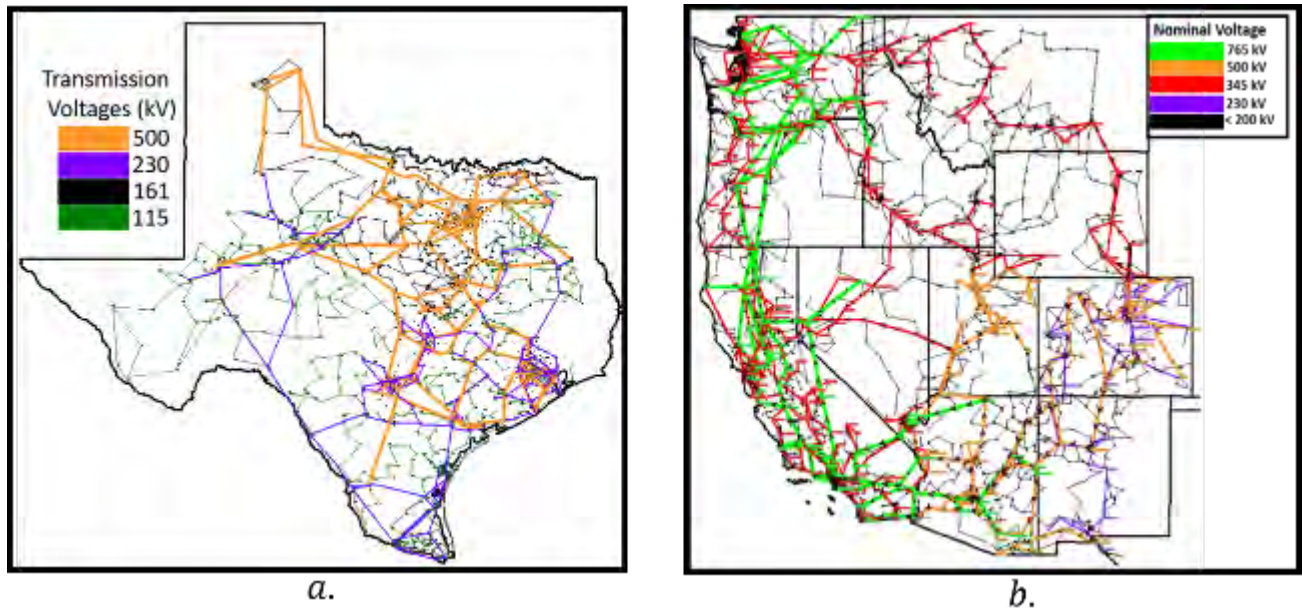 Transmission
Voltages (kV)
500
230
161
115
Nominal Voltage
765 kV
500 kV
345 kV
230 kV
< 200 kV
a.
b.